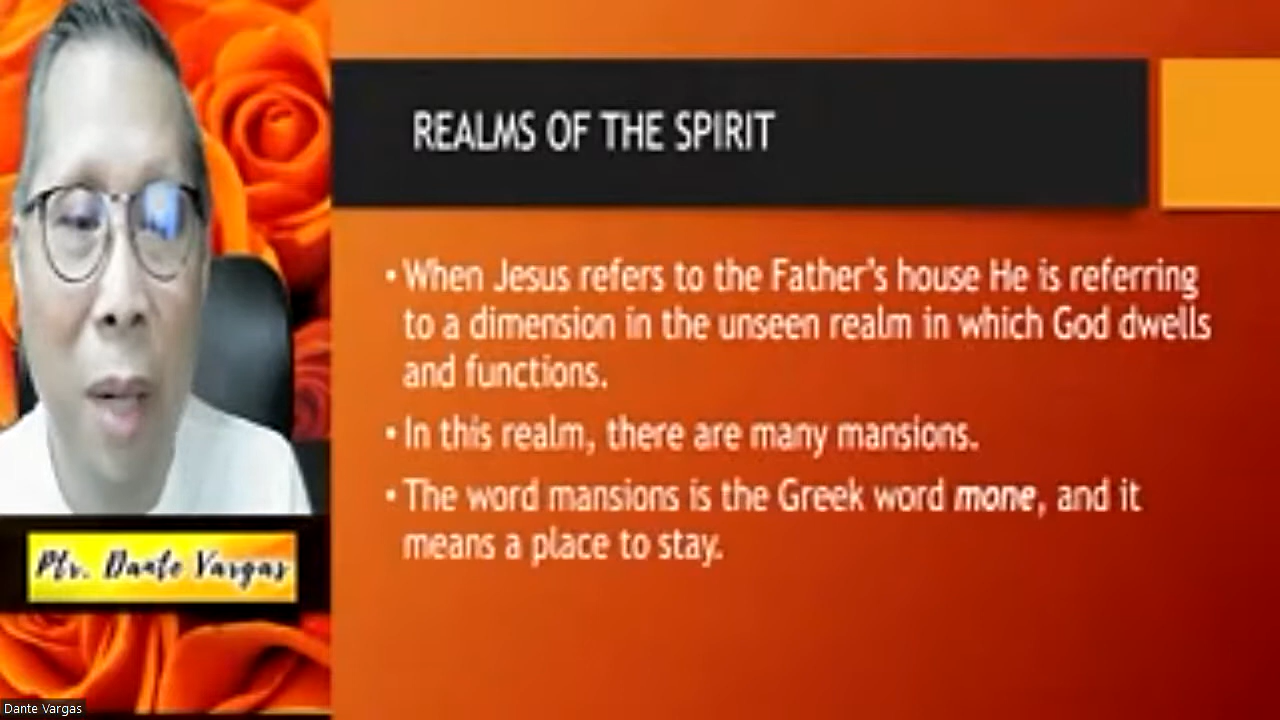 REALMS OF THE SPIRIT
• When Jesus refers to the Father's house He is referring
to a dimension in the unseen realm in which God dwells
and functions.
• In this realm, there are many mansions.
• The word mansions is the Greek word mone, and it
means a place to stay.
Ptr. Dante Vargas
Dante Vargas